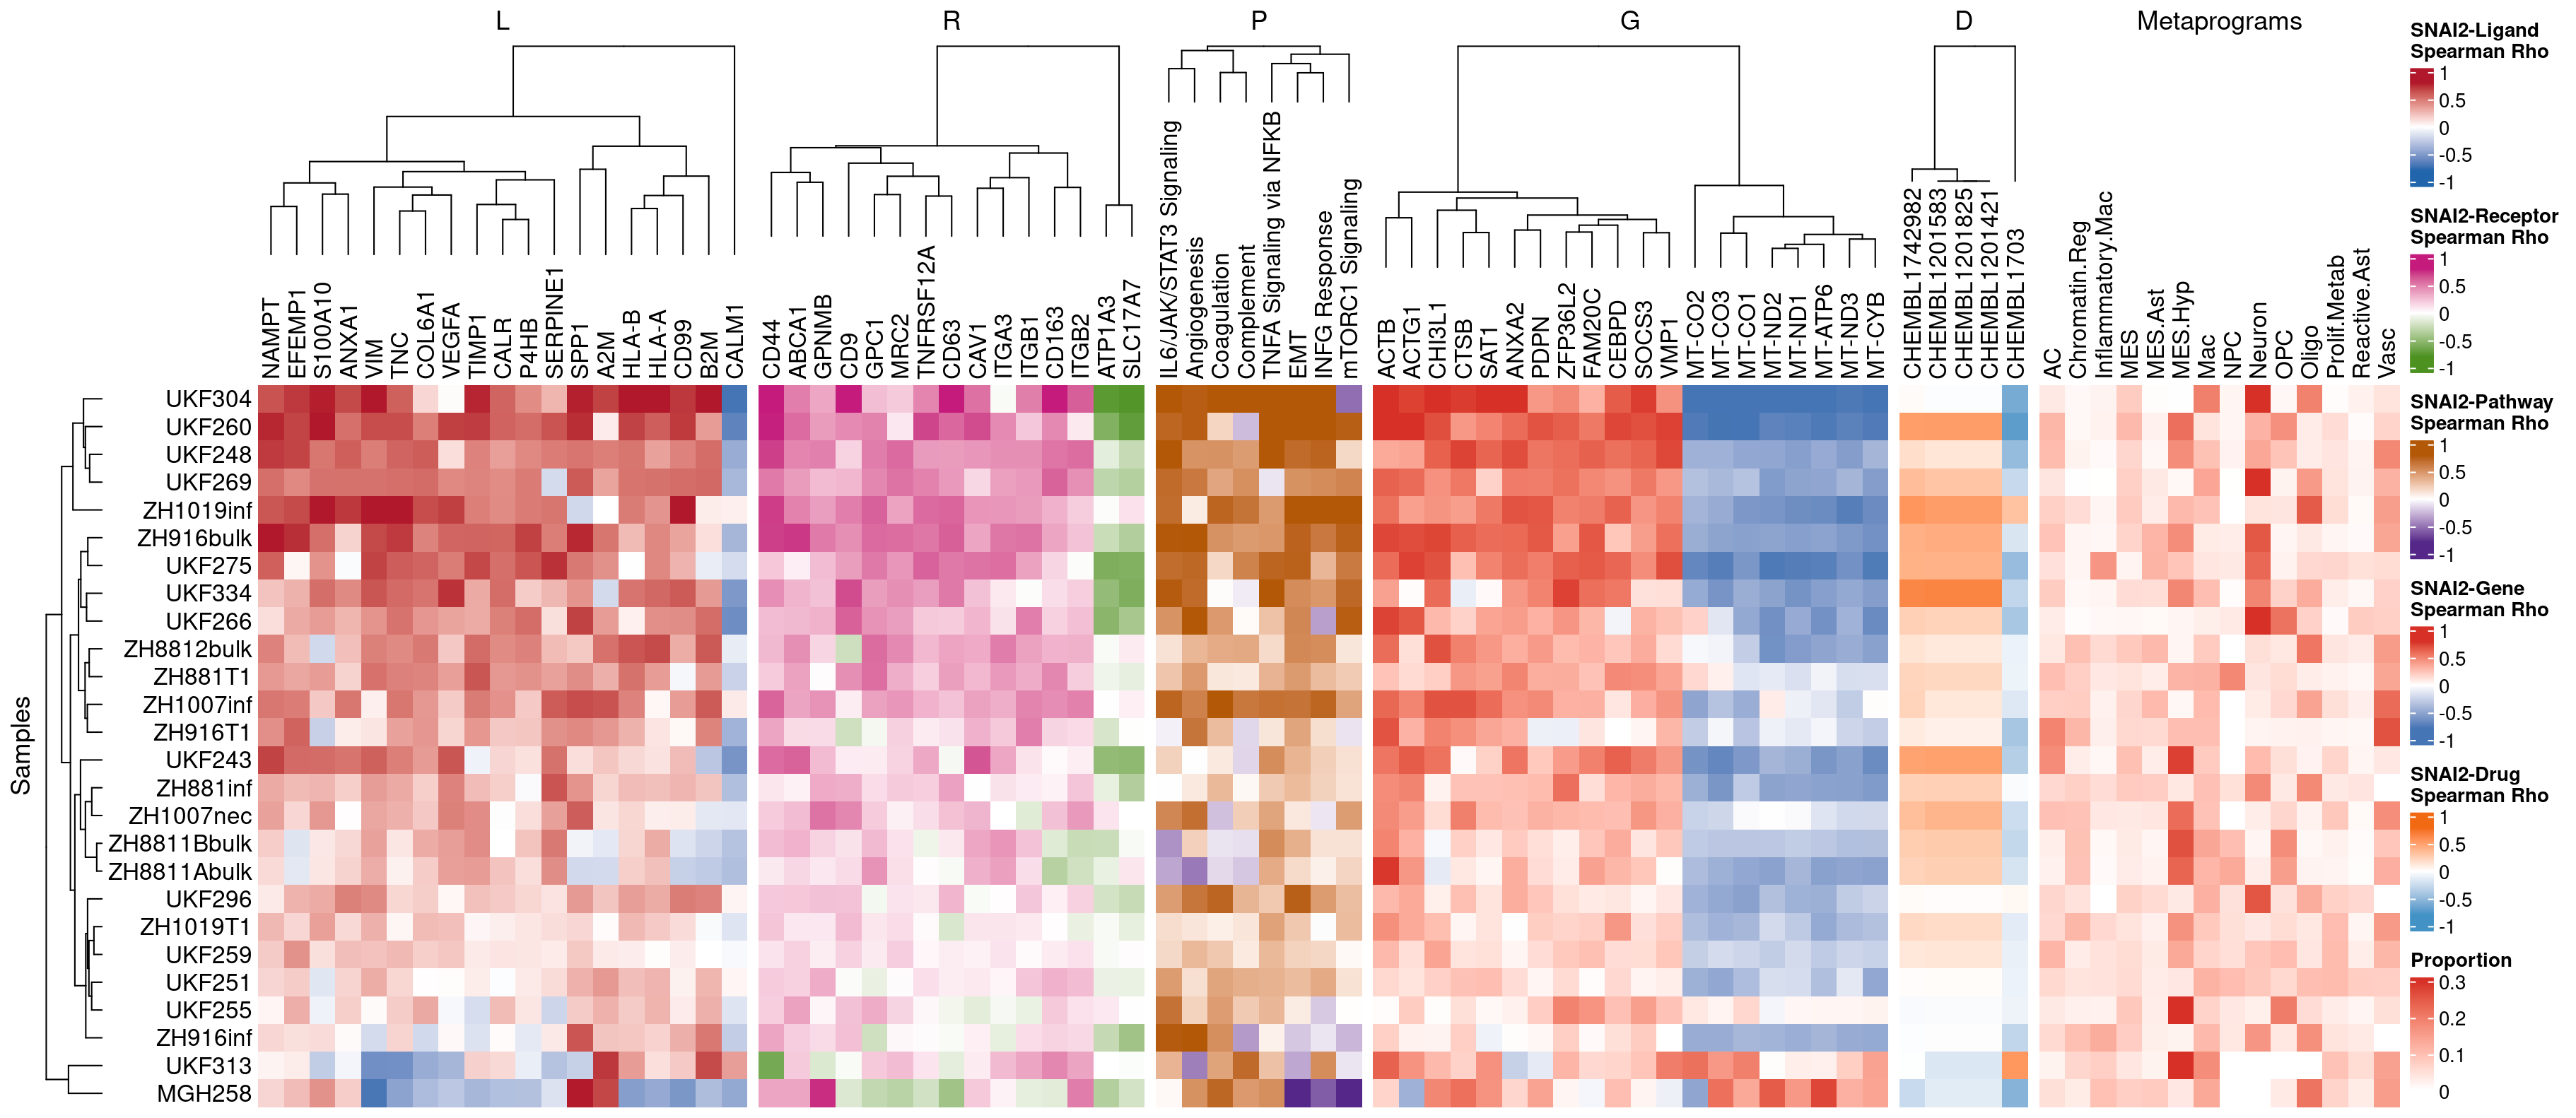 L
R
P
G
D
Metaprograms
NAMPT
EFEMP1
S100A10
ANXA1
VIM
TNC
COL6A1
VEGFA
TIMP1
CALR
P4HB
SERPINE1
SPP1
A2M
HLA-B
HLA-A
CD99
B2M
CALM1
CD44
ABCA1
GPNMB
CD9
GPC1
MRC2
TNFRSF12A
CD63
CAV1
ITGA3
ITGB1
CD163
ITGB2
ATP1A3
SLC17A7
IL6/JAK/STAT3 Signaling
Angiogenesis
Coagulation
Complement
TNFA Signaling via NFKB
EMT
INFG Response
mTORC1 Signaling
ACTB
ACTG1
CHI3L1
CTSB
SAT1
ANXA2
PDPN
ZFP36L2
FAM20C
CEBPD
SOCS3
VMP1
MT-CO2
MT-CO3
MT-CO1
MT-ND2
MT-ND1
MT-ATP6
MT-ND3
MT-CYB
CHEMBL1742982
CHEMBL1201583
CHEMBL1201825
CHEMBL1201421
CHEMBL1703
AC
Chromatin.Reg
Inflammatory.Mac
MES
MES.Ast
MES.Hyp
Mac
NPC
Neuron
OPC
Oligo
Prolif.Metab
Reactive.Ast
Vasc
Samples
UKF304
UKF260
UKF248
UKF269
ZH1019inf
ZH916bulk
UKF275
UKF334
UKF266
ZH8812bulk
ZH881T1
ZH1007inf
ZH916T1
UKF243
ZH881inf
ZH1007nec
ZH8811Bbulk
ZH8811Abulk
UKF296
ZH1019T1
UKF259
UKF251
UKF255
ZH916inf
UKF313
MGH258
SNAI2-Ligand
Spearman Rho
1
0.5
0
-0.5
-1
SNAI2-Receptor
Spearman Rho
1
0.5
0
-0.5
-1
SNAI2-Pathway
Spearman Rho
1
0.5
0
-0.5
-1
SNAI2-Gene
Spearman Rho
1
0.5
0
-0.5
-1
SNAI2-Drug
Spearman Rho
1
0.5
0
-0.5
-1
Proportion
0.3
0.2
0.1
0